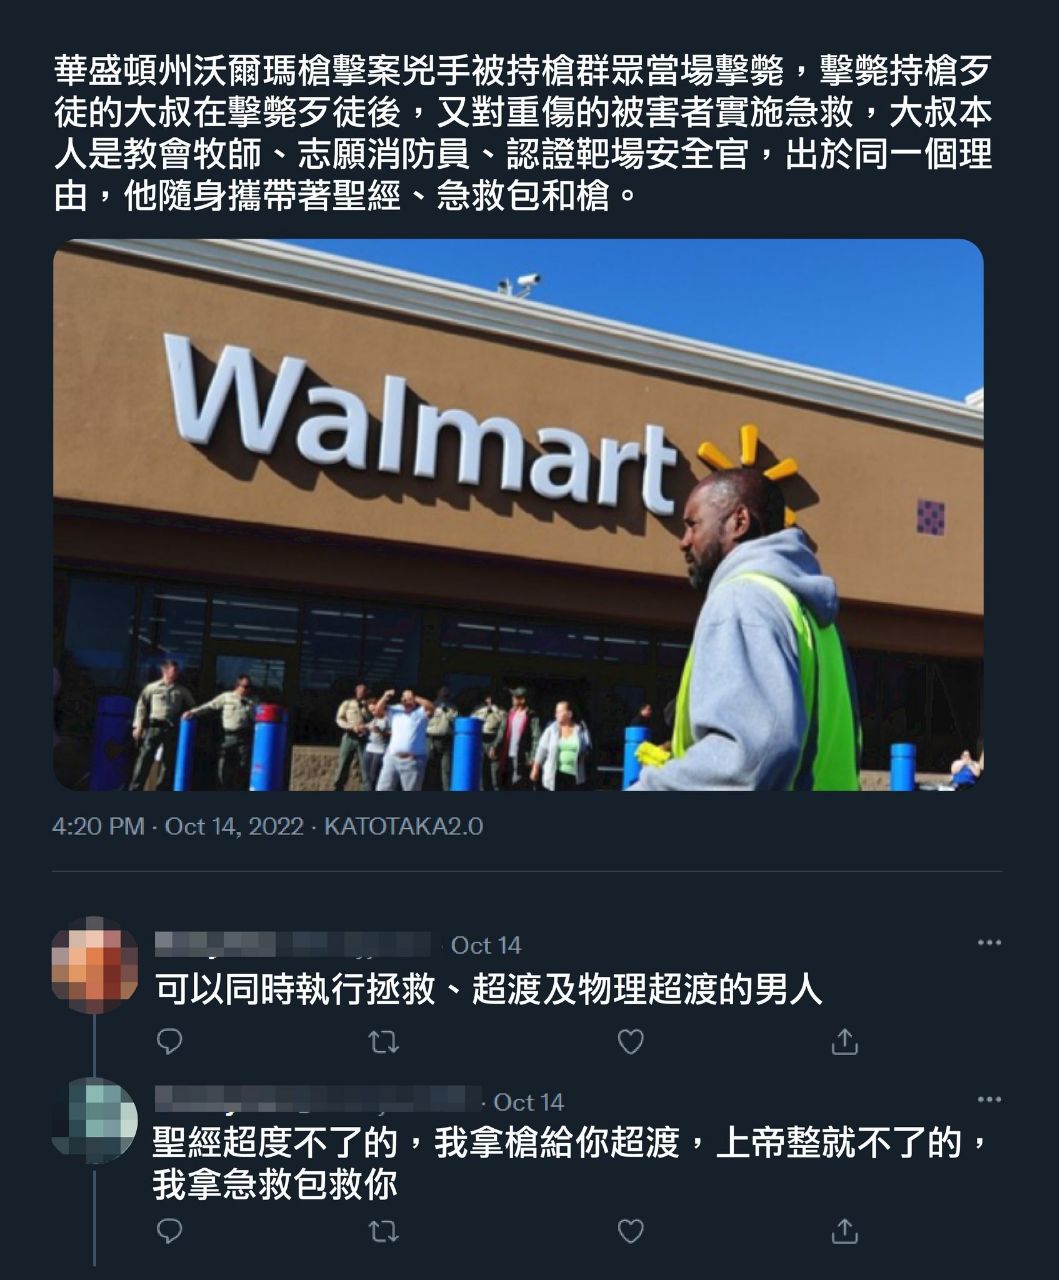 華盛頓州沃爾瑪槍擊案兇手被持槍群眾當場擊斃，擊斃持槍歹
徒的大叔在擊斃歹徒後，又對重傷的被害者實施急救，大叔本
人是教會牧師、志願消防員、認證靶場安全官，出於同一個理
由，他隨身攜帶著聖經、急救包和槍。
Walmart
4:20 PM · Oct 14, 2022 · KATOTAKA2.0
· Oct 14
可以同時執行拯救、超渡及物理超渡的男人
· Oct 14
聖經超度不了的，我拿槍給你超渡，上帝整就不了的，
我拿急救包救你